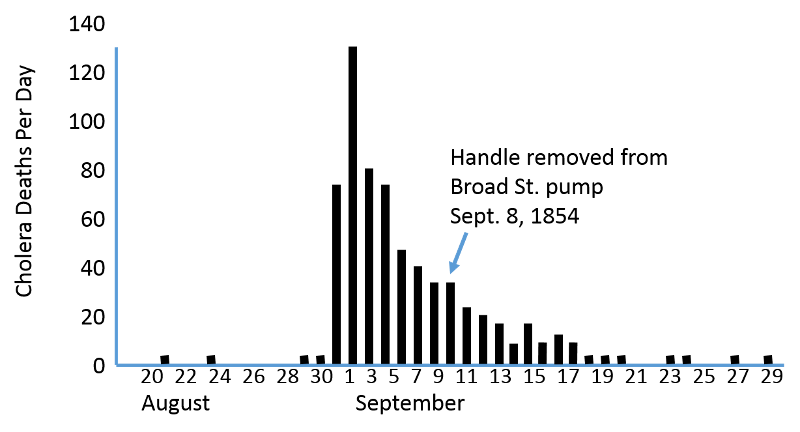 140
120
100
80
60
40
20
0
Cholera Deaths Per Day
Handle removed from
Broad St. pump
Sept. 8, 1854
20 22 24 26 28 30 1 3 5 7 9 11 13 15 17 19 21 23 25 27 29
August September